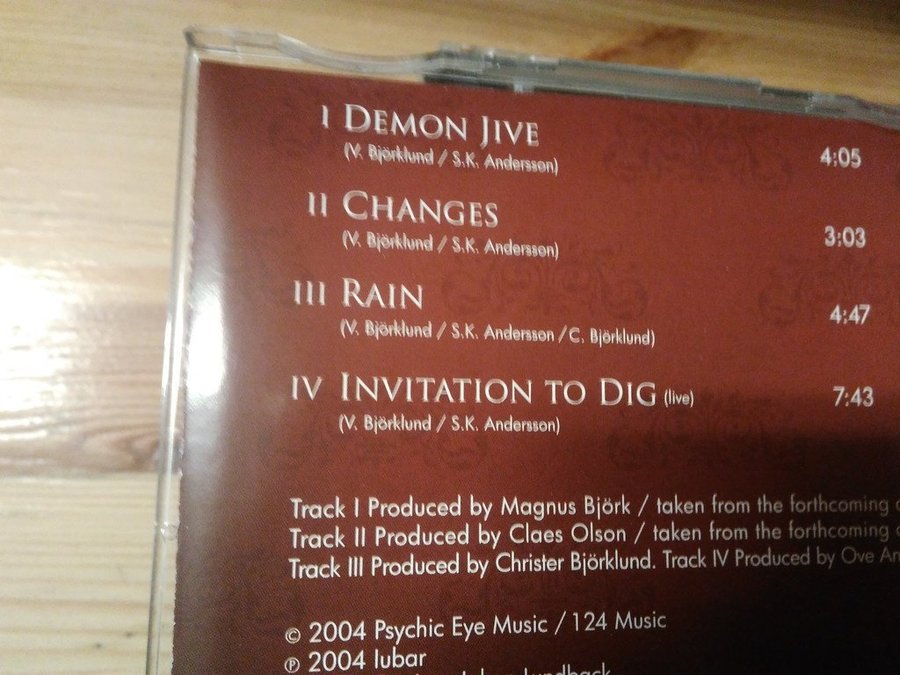 I DEMON JIVE 4:05
(V. Björklund / S.K. Andersson)
II CHANGES 3:03
(V. Björklund / S.K. Andersson)
III RAIN 4:47
(V. Björklund / S.K. Andersson / C. Björklund)
IV INVITATION TO DIG (live) 7:43
(V. Björklund / S.K. Andersson)
Track I Produced by Magnus Björk / taken from the forthcoming
Track II Produced by Claes Olson / taken from the forthcoming
Track III Produced by Christer Björklund. Track IV Produced by Ove
© 2004 Psychic Eye Music / 124 Music
℗ 2004 lubar